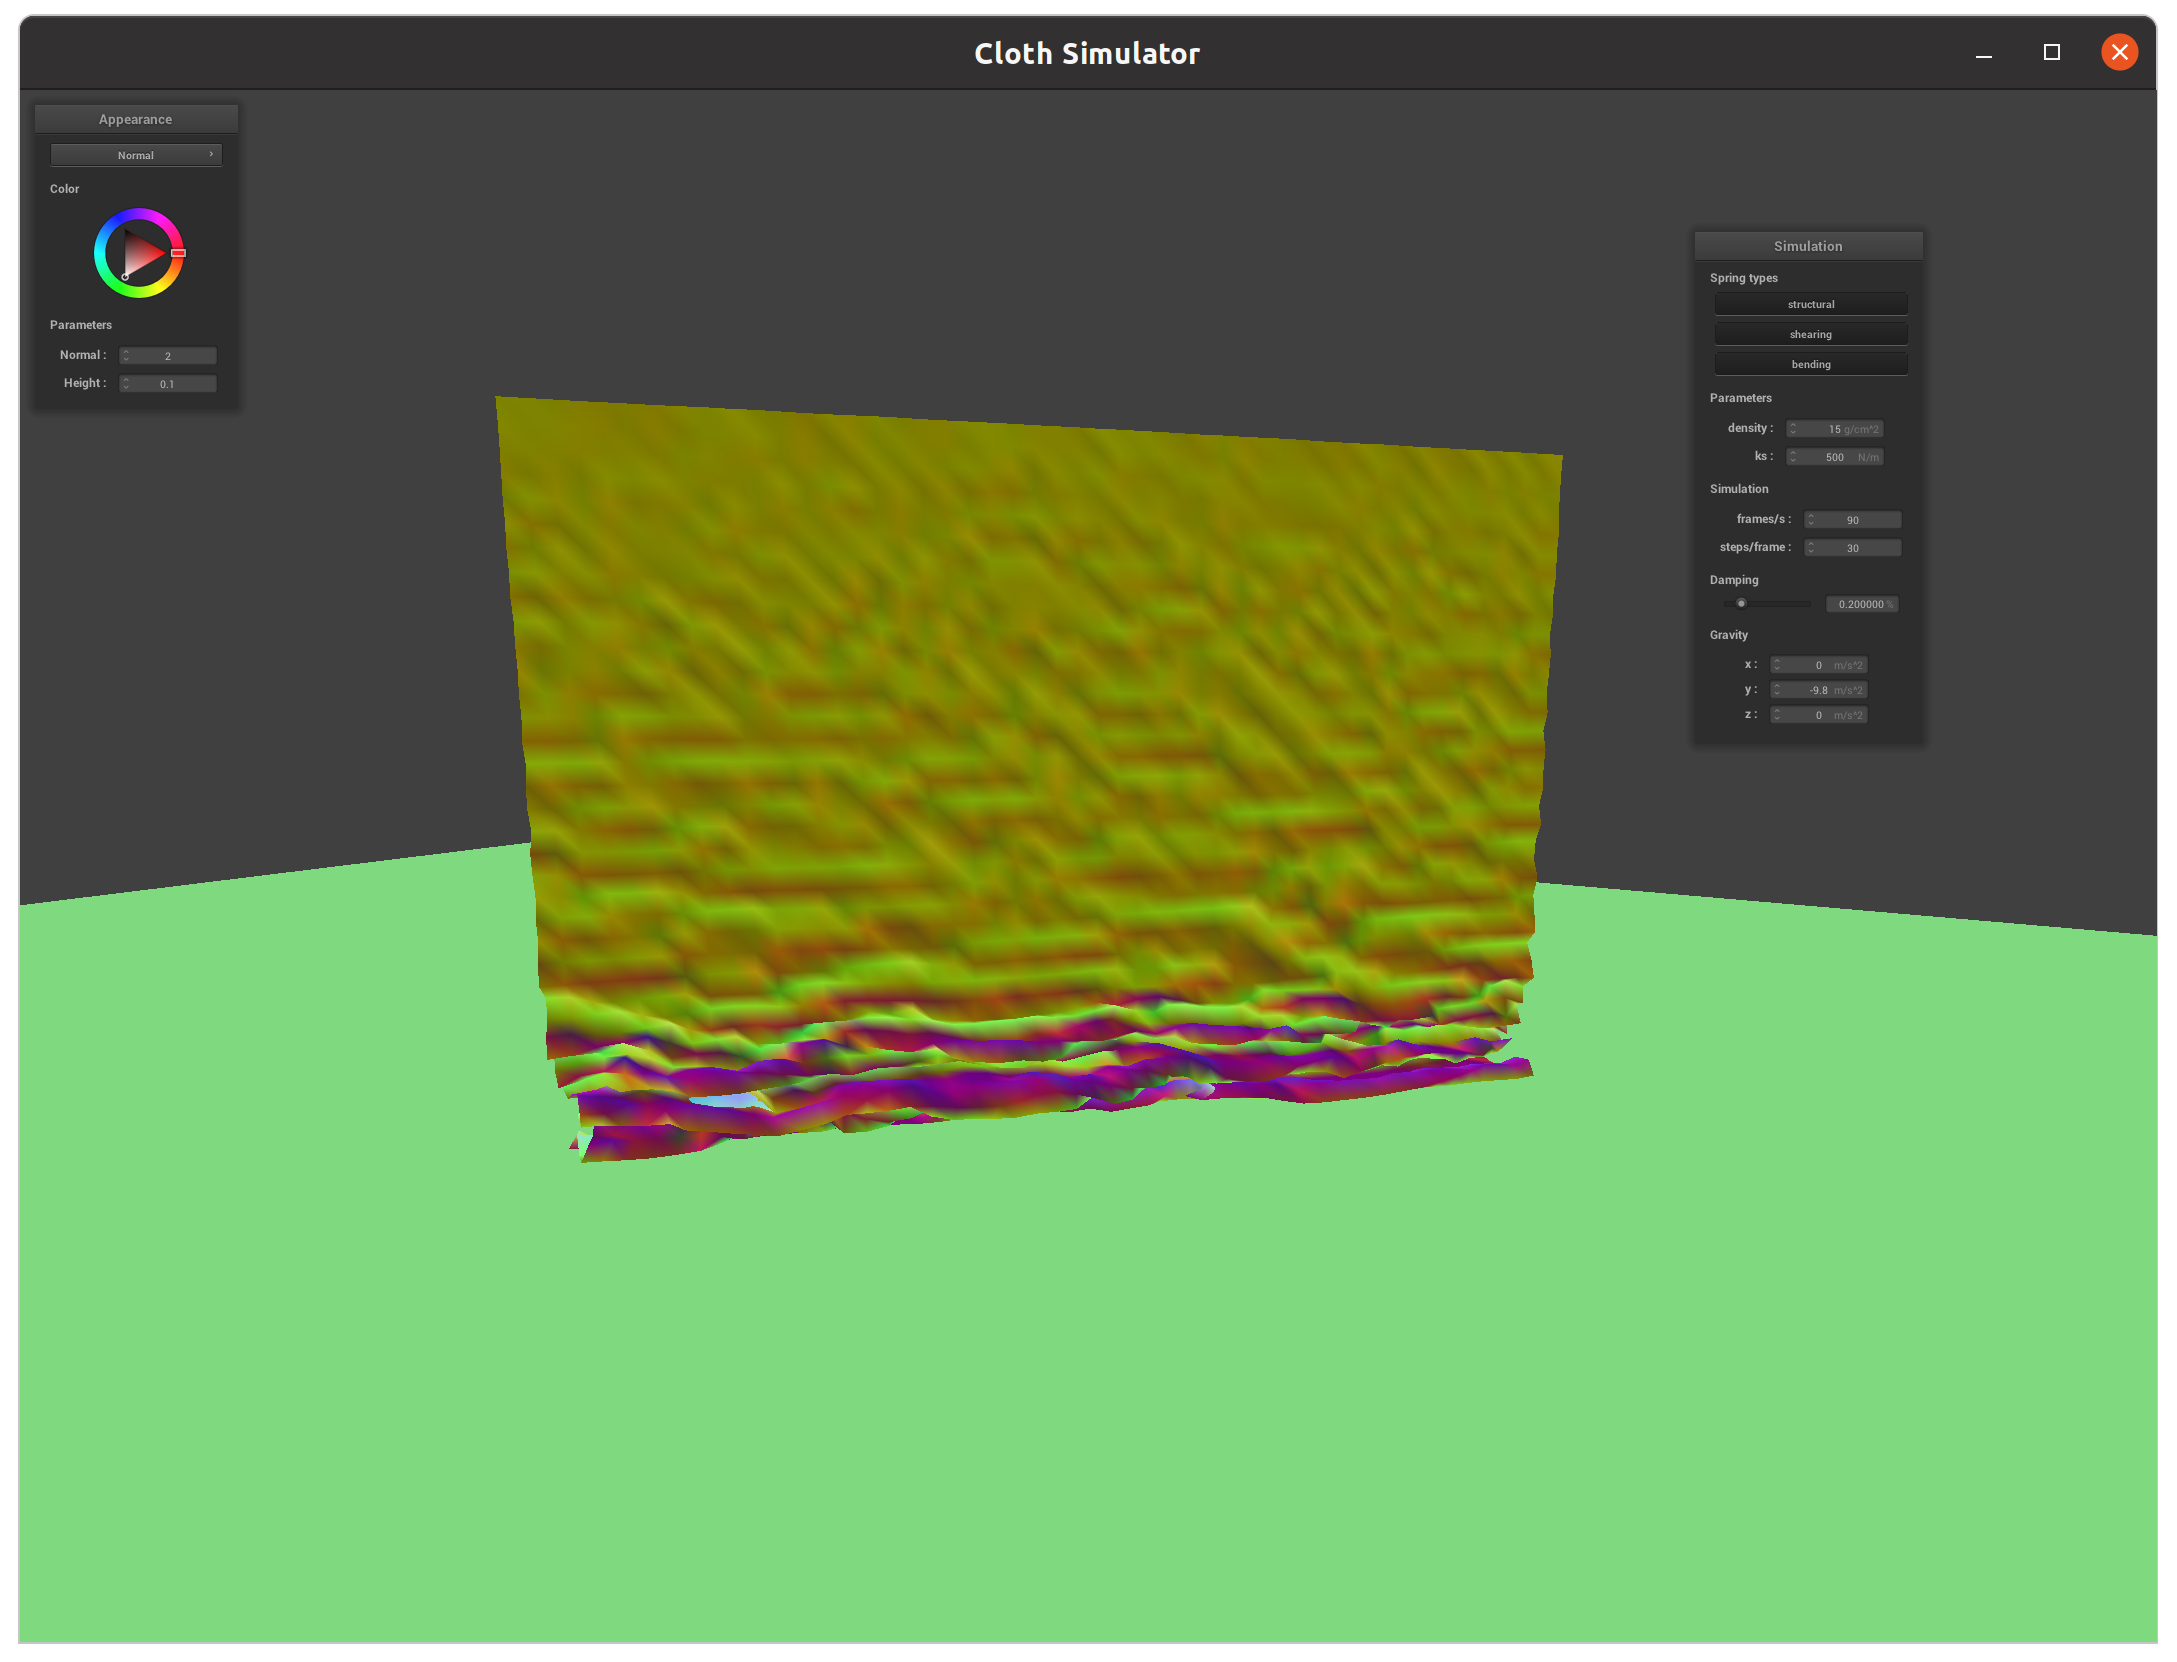 Cloth Simulator
Appearance
Normal
Color
Parameters
Normal : 2
Height : 0.1
Simulation
Spring types
structural
shearing
bending
Parameters
density : 15 g/cm^2
ks : 500 N/m
Simulation
frames/s : 90
steps/frame : 30
Damping
0.200000 %
Gravity
x : 0 m/s^2
y : -9.8 m/s^2
z : 0 m/s^2